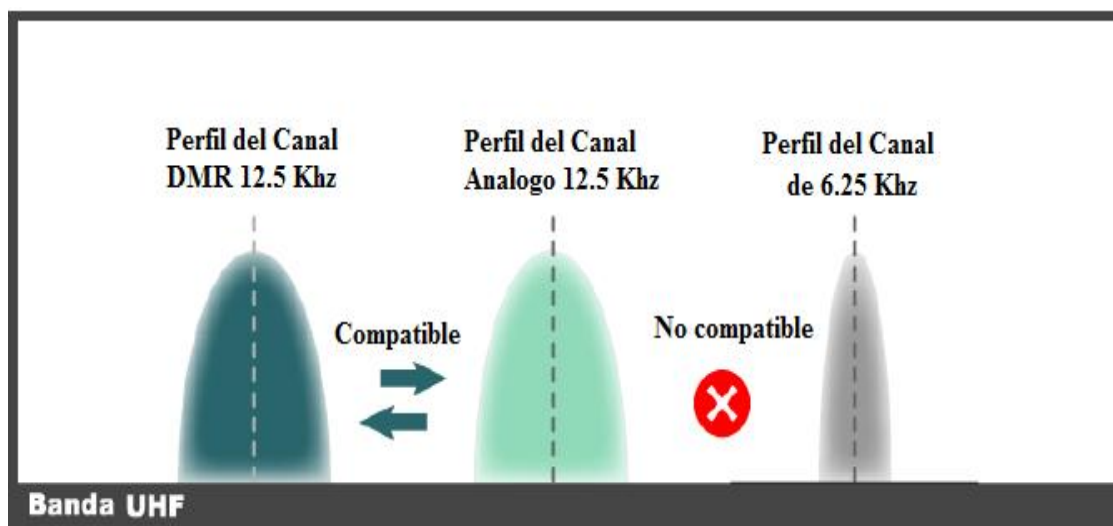 Perfil del Canal
DMR 12.5 Khz
Perfil del Canal
Analogo 12.5 Khz
Perfil del Canal
de 6.25 Khz
Compatible
No compatible
Banda UHF